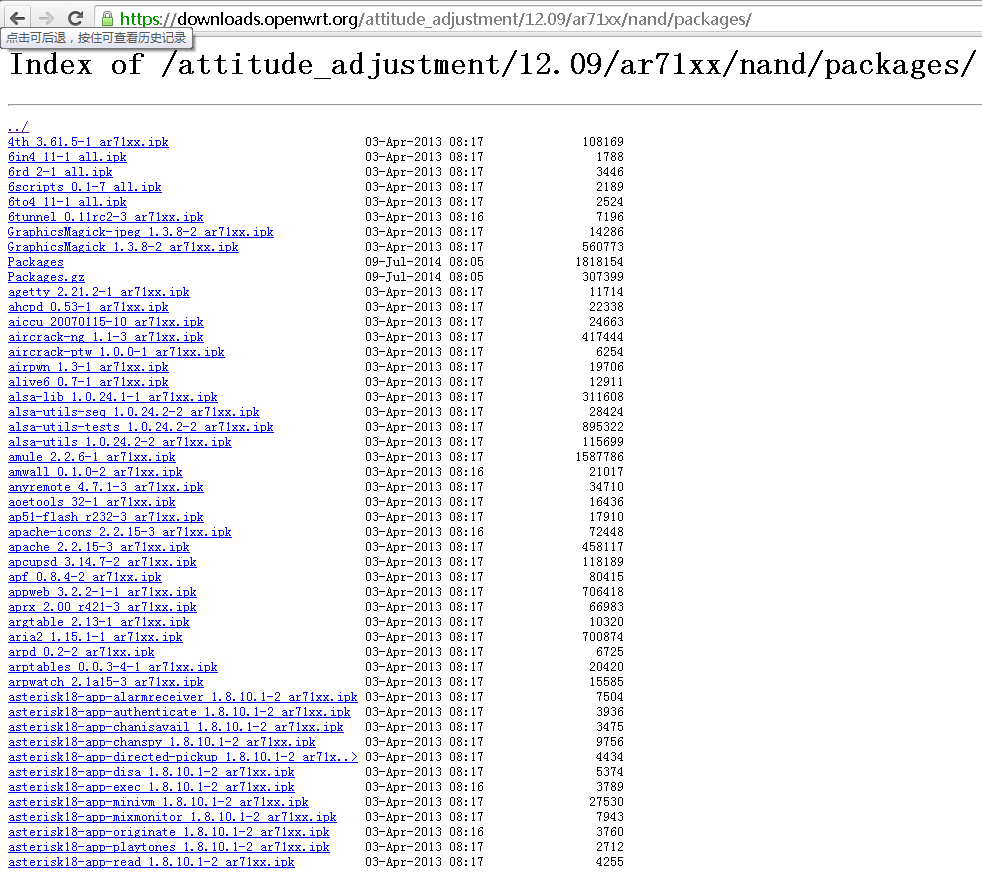 https://downloads.openwrt.org/attitude_adjustment/12.09/ar71xx/nand/packages/
点击可后退，按住可查看历史记录
Index of /attitude_adjustment/12.09/ar71xx/nand/packages/
../
4th_3.61.5-1_ar71xx.ipk 03-Apr-2013 08:17 108169
6in4_11-1_all.ipk 03-Apr-2013 08:17 1788
6rd_2-1_all.ipk 03-Apr-2013 08:17 3446
6scripts_0.1-7_all.ipk 03-Apr-2013 08:17 2189
6to4_11-1_all.ipk 03-Apr-2013 08:17 2524
6tunnel_0.11rc2-3_ar71xx.ipk 03-Apr-2013 08:16 7196
GraphicsMagick-jpeg_1.3.8-2_ar71xx.ipk 03-Apr-2013 08:17 14286
GraphicsMagick_1.3.8-2_ar71xx.ipk 03-Apr-2013 08:17 560773
Packages 09-Jul-2014 08:05 1818154
Packages.gz 09-Jul-2014 08:05 307399
agetty_2.21.2-1_ar71xx.ipk 03-Apr-2013 08:17 11714
ahcpd_0.53-1_ar71xx.ipk 03-Apr-2013 08:17 22338
aiccu_20070115-10_ar71xx.ipk 03-Apr-2013 08:17 24663
aircrack-ng_1.1-3_ar71xx.ipk 03-Apr-2013 08:17 417444
aircrack-ptw_1.0.0-1_ar71xx.ipk 03-Apr-2013 08:17 6254
airpwn_1.3-1_ar71xx.ipk 03-Apr-2013 08:17 19706
alive6_0.7-1_ar71xx.ipk 03-Apr-2013 08:17 12911
alsa-lib_1.0.24.1-1_ar71xx.ipk 03-Apr-2013 08:17 311608
alsa-utils-seq_1.0.24.2-2_ar71xx.ipk 03-Apr-2013 08:17 28424
alsa-utils-tests_1.0.24.2-2_ar71xx.ipk 03-Apr-2013 08:17 895322
alsa-utils_1.0.24.2-2_ar71xx.ipk 03-Apr-2013 08:17 115699
amule_2.2.6-1_ar71xx.ipk 03-Apr-2013 08:17 1587786
amwall_0.1.0-2_ar71xx.ipk 03-Apr-2013 08:16 21017
anyremote_4.7.1-3_ar71xx.ipk 03-Apr-2013 08:17 34710
aoetools_32-1_ar71xx.ipk 03-Apr-2013 08:17 16436
ap51-flash_r232-3_ar71xx.ipk 03-Apr-2013 08:17 17910
apache-icons_2.2.15-3_ar71xx.ipk 03-Apr-2013 08:16 72448
apache_2.2.15-3_ar71xx.ipk 03-Apr-2013 08:17 458117
apcupsd_3.14.7-2_ar71xx.ipk 03-Apr-2013 08:17 118189
apf_0.8.4-2_ar71xx.ipk 03-Apr-2013 08:17 80415
appweb_3.2.2-1-1_ar71xx.ipk 03-Apr-2013 08:17 706418
aprx_2.00_r421-3_ar71xx.ipk 03-Apr-2013 08:17 66983
argtable_2.13-1_ar71xx.ipk 03-Apr-2013 08:17 10320
aria2_1.15.1-1_ar71xx.ipk 03-Apr-2013 08:17 700874
arpd_0.2-2_ar71xx.ipk 03-Apr-2013 08:17 6725
arptables_0.0.3-4-1_ar71xx.ipk 03-Apr-2013 08:17 20420
arpwatch_2.1a15-3_ar71xx.ipk 03-Apr-2013 08:17 15585
asterisk18-app-alarmreceiver_1.8.10.1-2_ar71xx.ipk 03-Apr-2013 08:17 7504
asterisk18-app-authenticate_1.8.10.1-2_ar71xx.ipk 03-Apr-2013 08:17 3936
asterisk18-app-chanisavail_1.8.10.1-2_ar71xx.ipk 03-Apr-2013 08:17 3475
asterisk18-app-chanspy_1.8.10.1-2_ar71xx.ipk 03-Apr-2013 08:17 9756
asterisk18-app-directed-pickup_1.8.10.1-2_ar71x..> 03-Apr-2013 08:17 4434
asterisk18-app-disa_1.8.10.1-2_ar71xx.ipk 03-Apr-2013 08:17 5374
asterisk18-app-exec_1.8.10.1-2_ar71xx.ipk 03-Apr-2013 08:16 3789
asterisk18-app-minivm_1.8.10.1-2_ar71xx.ipk 03-Apr-2013 08:17 27530
asterisk18-app-mixmonitor_1.8.10.1-2_ar71xx.ipk 03-Apr-2013 08:17 7943
asterisk18-app-originate_1.8.10.1-2_ar71xx.ipk 03-Apr-2013 08:16 3760
asterisk18-app-playtones_1.8.10.1-2_ar71xx.ipk 03-Apr-2013 08:17 2712
asterisk18-app-read_1.8.10.1-2_ar71xx.ipk 03-Apr-2013 08:17 4255